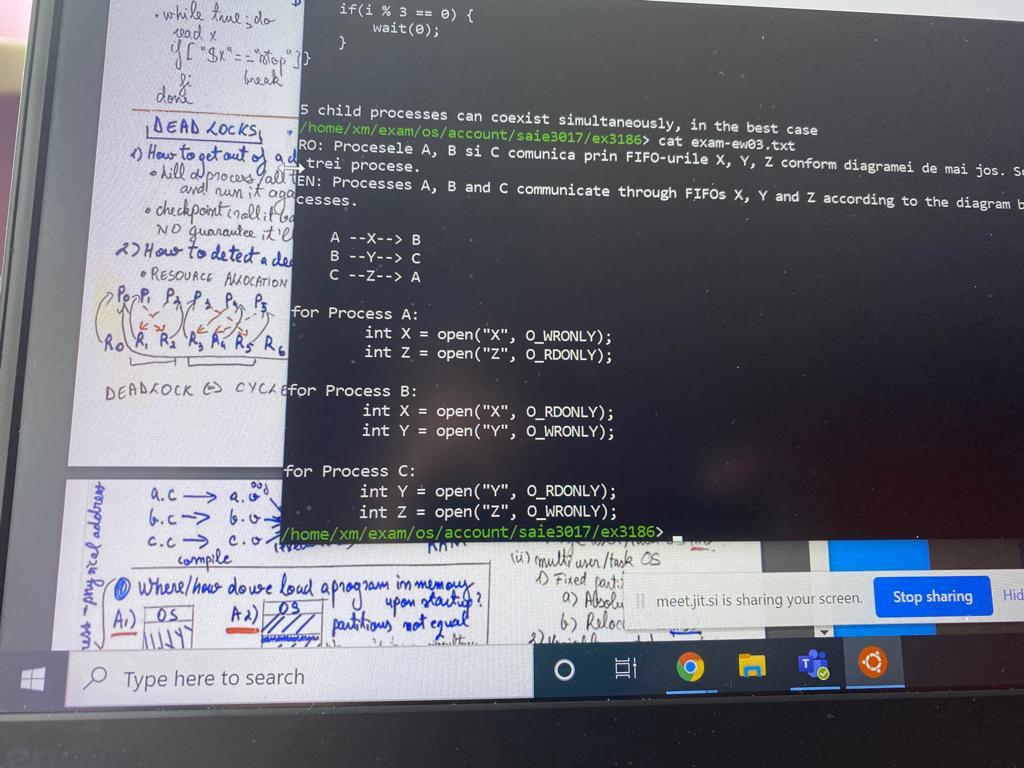 • while true; do
read x
if [ "$x" == "stop" ]
break
fi
done
DEADLOCKS
1) How to get out of a d
• kill a process/all t
and run it aga
• checkpoint (roll it ba
NO guarantee it'll
2) How to detect a dea
• RESOURCE ALLOCATION
P0 P1 P2 P3 P4 P5
R0 R1 R2 R3 R4 R5 R6
DEADLOCK ⇔ CYCLE
if(i % 3 == 0) {
wait(0);
}
}
5 child processes can coexist simultaneously, in the best case
/home/xm/exam/os/account/saie3017/ex3186> cat exam-ew03.txt
RO: Procesele A, B si C comunica prin FIFO-urile X, Y, Z conform diagramei de mai jos. Sc
trei procese.
EN: Processes A, B and C communicate through FIFOs X, Y and Z according to the diagram b
cesses.
A --X--> B
B --Y--> C
C --Z--> A
for Process A:
int X = open("X", O_WRONLY);
int Z = open("Z", O_RDONLY);
for Process B:
int X = open("X", O_RDONLY);
int Y = open("Y", O_WRONLY);
for Process C:
int Y = open("Y", O_RDONLY);
int Z = open("Z", O_WRONLY);
/home/xm/exam/os/account/saie3017/ex3186>
ress - physical address
a.c → a.o
b.c → b.o
c.c → c.o
compile
① Where/how do we load a program in memory
upon startup?
A1) OS A2) OS partitions not equal
(ii) multi user/task OS
1) Fixed parti
a) Absolu
b) Reloc
meet.jit.si is sharing your screen. Stop sharing Hid
Type here to search